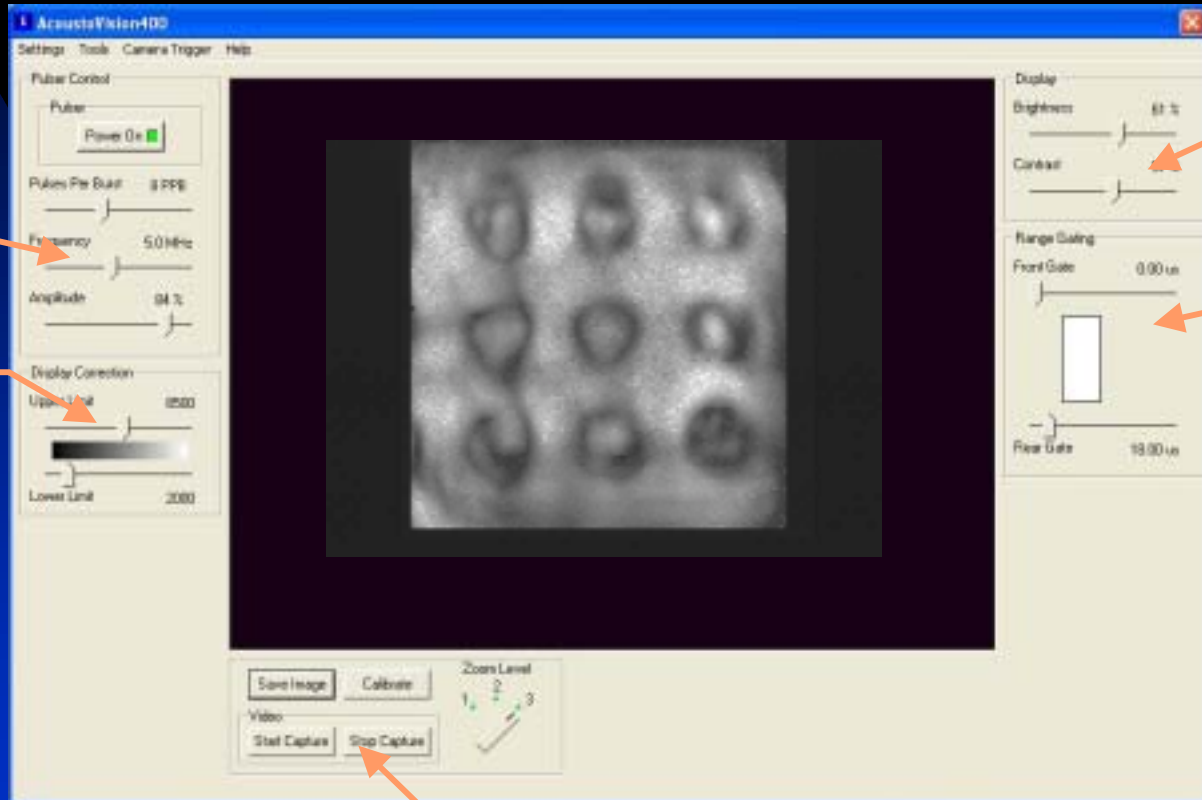 AcoustoVision400
Settings Tools Camera Trigger Help
Pulser Control
Pulser
Power On
Pulses Per Burst 8 PPB
Frequency 5.0 MHz
Amplitude 84 %
Display Correction
Upper Limit 8500
Lower Limit 2000
Save Image Calibrate
Video
Start Capture Stop Capture
Zoom Level
1 2 3
Display
Brightness 61 %
Contrast
Range Gating
Front Gate 0.00 us
Rear Gate 18.00 us